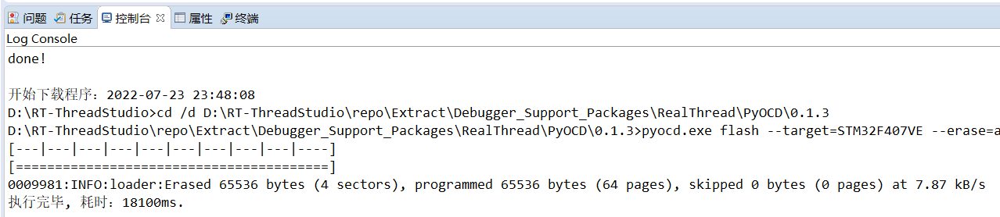 问题 任务 控制台 属性 终端
Log Console
done!
开始下载程序：2022-07-23 23:48:08
D:\RT-ThreadStudio>cd /d D:\RT-ThreadStudio\repo\Extract\Debugger_Support_Packages\RealThread\PyOCD\0.1.3
D:\RT-ThreadStudio\repo\Extract\Debugger_Support_Packages\RealThread\PyOCD\0.1.3>pyocd.exe flash --target=STM32F407VE --erase=a
[---|---|---|---|---|---|---|---|---|----]
[========================================]
0009981:INFO:loader:Erased 65536 bytes (4 sectors), programmed 65536 bytes (64 pages), skipped 0 bytes (0 pages) at 7.87 kB/s
执行完毕, 耗时：18100ms.